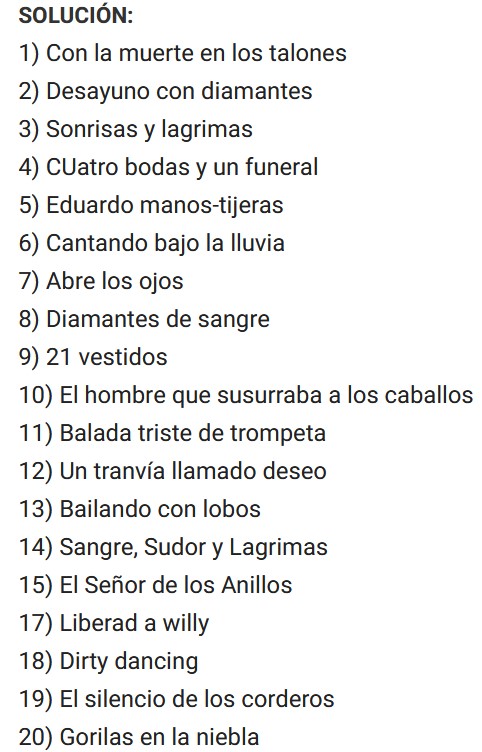 SOLUCIÓN:
1) Con la muerte en los talones
2) Desayuno con diamantes
3) Sonrisas y lagrimas
4) CUatro bodas y un funeral
5) Eduardo manos-tijeras
6) Cantando bajo la lluvia
7) Abre los ojos
8) Diamantes de sangre
9) 21 vestidos
10) El hombre que susurraba a los caballos
11) Balada triste de trompeta
12) Un tranvía llamado deseo
13) Bailando con lobos
14) Sangre, Sudor y Lagrimas
15) El Señor de los Anillos
17) Liberad a willy
18) Dirty dancing
19) El silencio de los corderos
20) Gorilas en la niebla